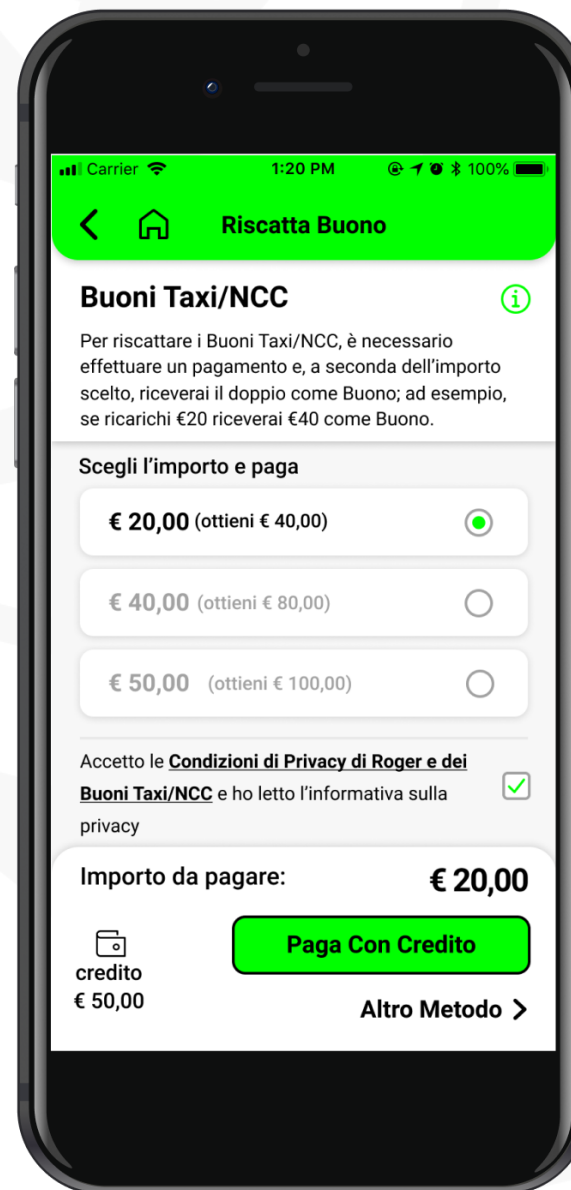 Carrier 1:20 PM 100%
Riscatta Buono
Buoni Taxi/NCC
Per riscattare i Buoni Taxi/NCC, è necessario
effettuare un pagamento e, a seconda dell'importo
scelto, riceverai il doppio come Buono; ad esempio,
se ricarichi €20 riceverai €40 come Buono.
Scegli l'importo e paga
€ 20,00 (ottieni € 40,00)
€ 40,00 (ottieni € 80,00)
€ 50,00 (ottieni € 100,00)
Accetto le Condizioni di Privacy di Roger e dei
Buoni Taxi/NCC e ho letto l'informativa sulla
privacy
Importo da pagare: € 20,00
credito
€ 50,00
Paga Con Credito
Altro Metodo